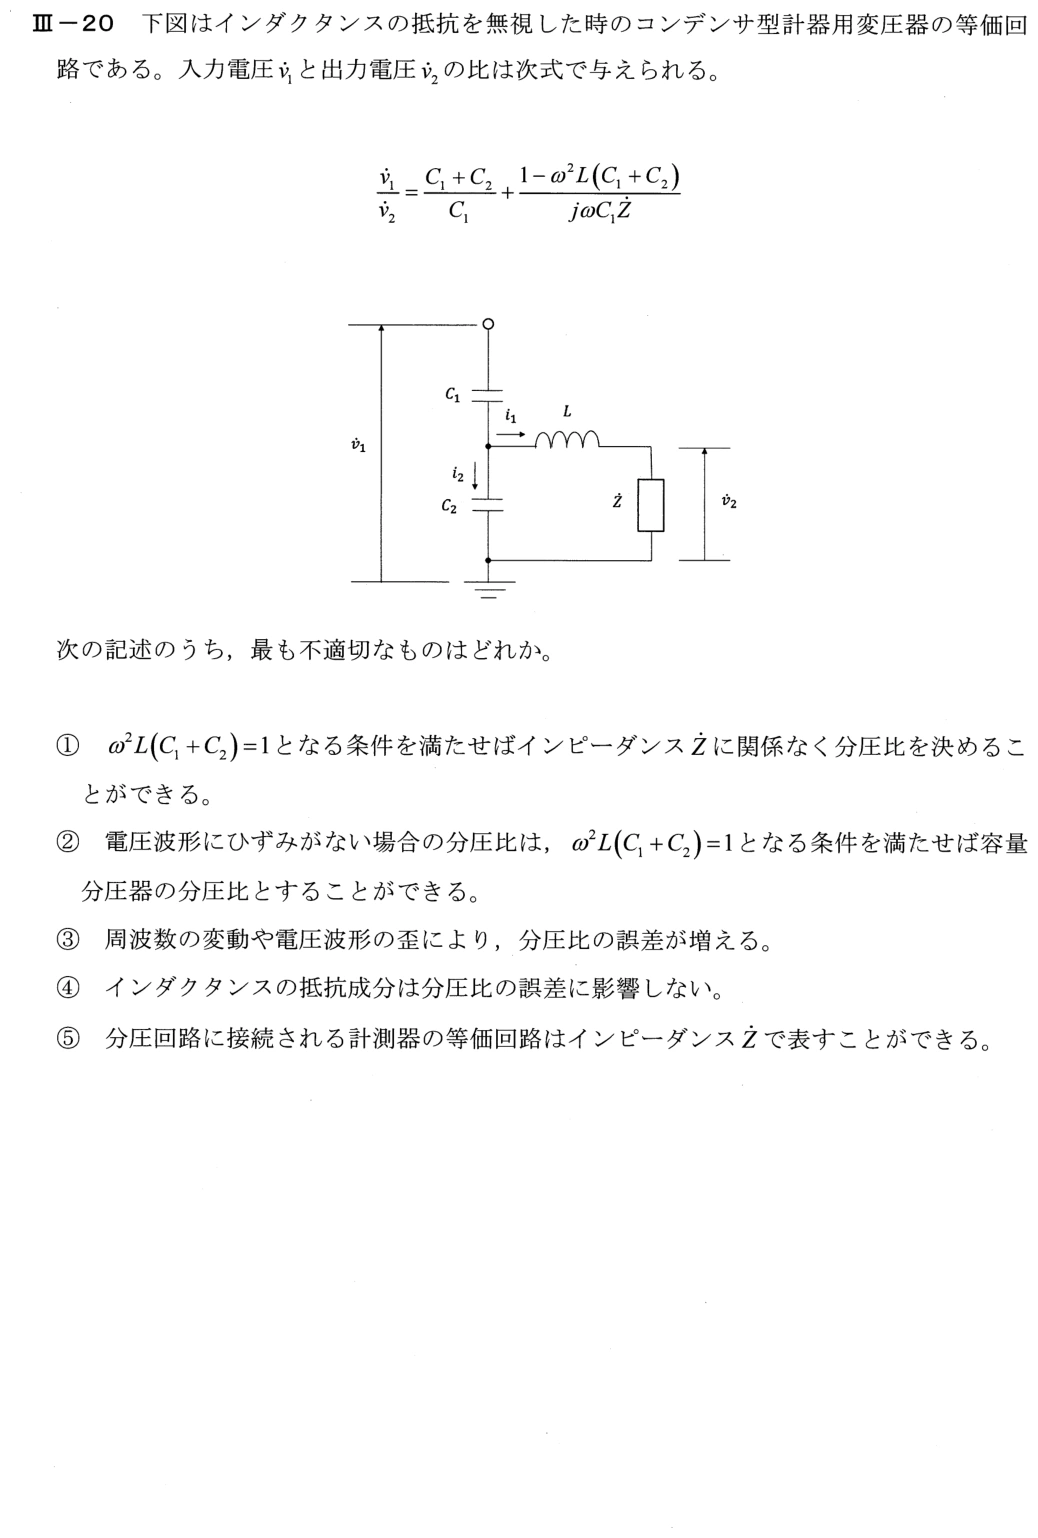 Ⅲ－20　下図はインダクタンスの抵抗を無視した時のコンデンサ型計器用変圧器の等価回
路である。入力電圧v̇₁と出力電圧v̇₂の比は次式で与えられる。
v̇₁/v̇₂ = (C₁+C₂)/C₁ + (1−ω²L(C₁+C₂))/(jωC₁Ż)
C₁
i₁
L
v̇₁
i₂
C₂
Ż
v̇₂
次の記述のうち，最も不適切なものはどれか。
①　ω²L(C₁+C₂)=1となる条件を満たせばインピーダンスŻに関係なく分圧比を決めるこ
とができる。
②　電圧波形にひずみがない場合の分圧比は，ω²L(C₁+C₂)=1となる条件を満たせば容量
分圧器の分圧比とすることができる。
③　周波数の変動や電圧波形の歪により，分圧比の誤差が増える。
④　インダクタンスの抵抗成分は分圧比の誤差に影響しない。
⑤　分圧回路に接続される計測器の等価回路はインピーダンスŻで表すことができる。